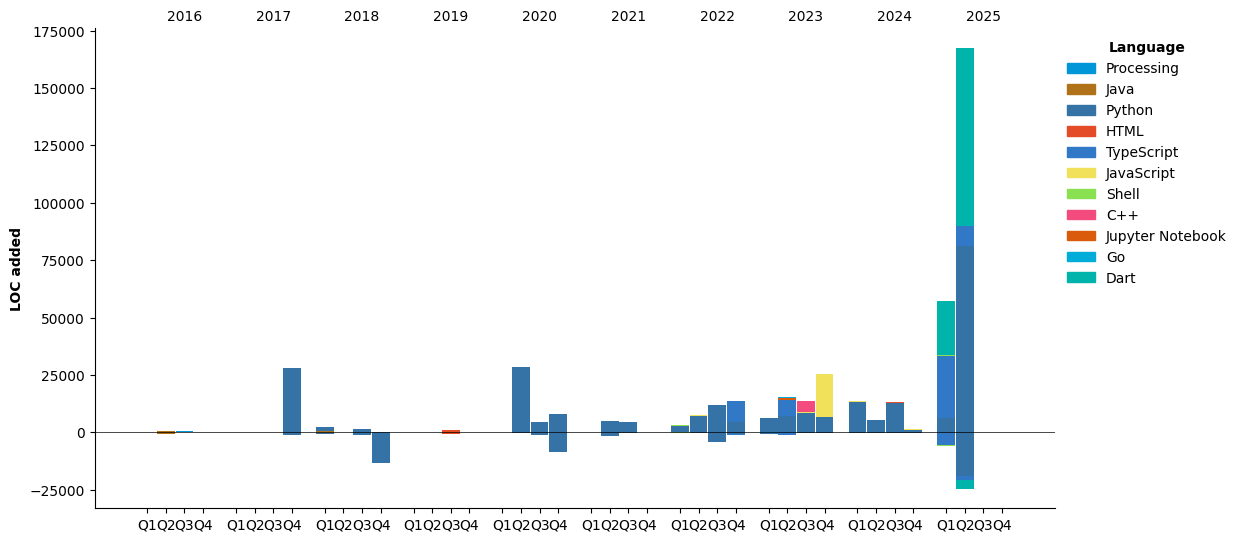 2016 2017 2018 2019 2020 2021 2022 2023 2024 2025
175000
150000
125000
100000
75000
50000
25000
0
−25000
LOC added
Q1Q2Q3Q4 Q1Q2Q3Q4 Q1Q2Q3Q4 Q1Q2Q3Q4 Q1Q2Q3Q4 Q1Q2Q3Q4 Q1Q2Q3Q4 Q1Q2Q3Q4 Q1Q2Q3Q4 Q1Q2Q3Q4
Language
Processing
Java
Python
HTML
TypeScript
JavaScript
Shell
C++
Jupyter Notebook
Go
Dart